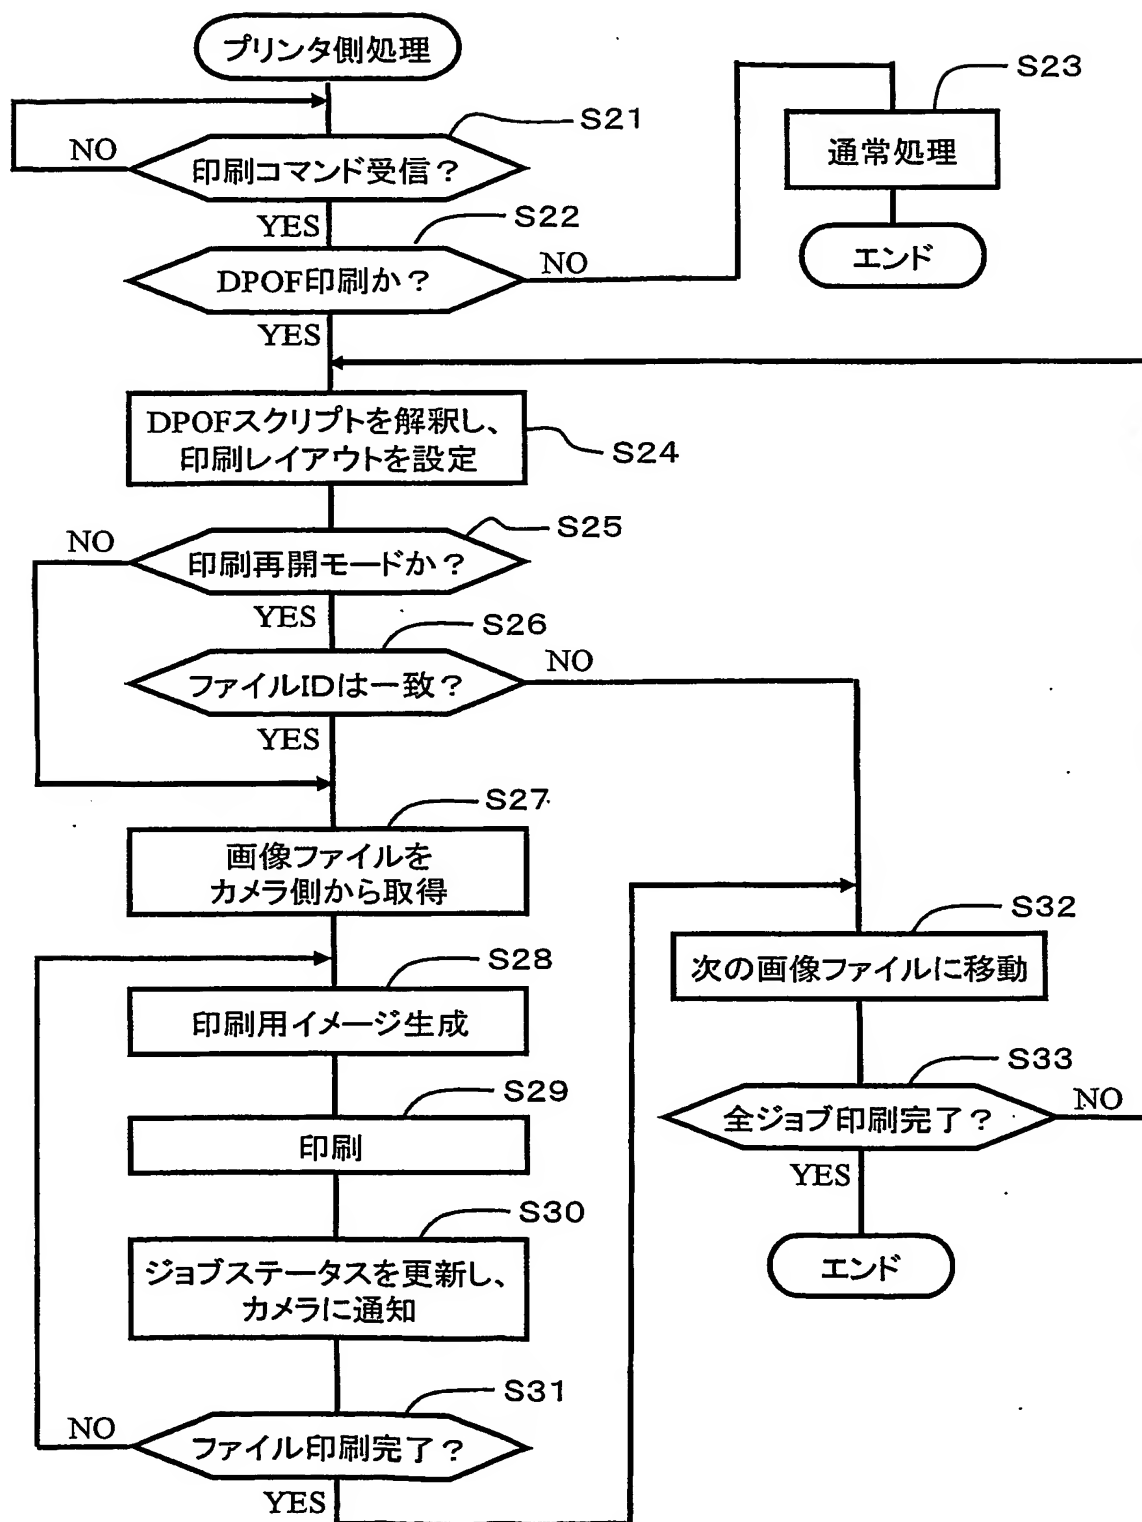 プリンタ側処理
S21
印刷コマンド受信？
NO
YES
S22
DPOF印刷か？
NO
YES
S23
通常処理
エンド
DPOFスクリプトを解釈し、
印刷レイアウトを設定
S24
S25
印刷再開モードか？
NO
YES
S26
ファイルIDは一致？
NO
YES
S27
画像ファイルを
カメラ側から取得
S28
印刷用イメージ生成
S29
印刷
S30
ジョブステータスを更新し、
カメラに通知
S31
ファイル印刷完了？
NO
YES
S32
次の画像ファイルに移動
S33
全ジョブ印刷完了？
NO
YES
エンド